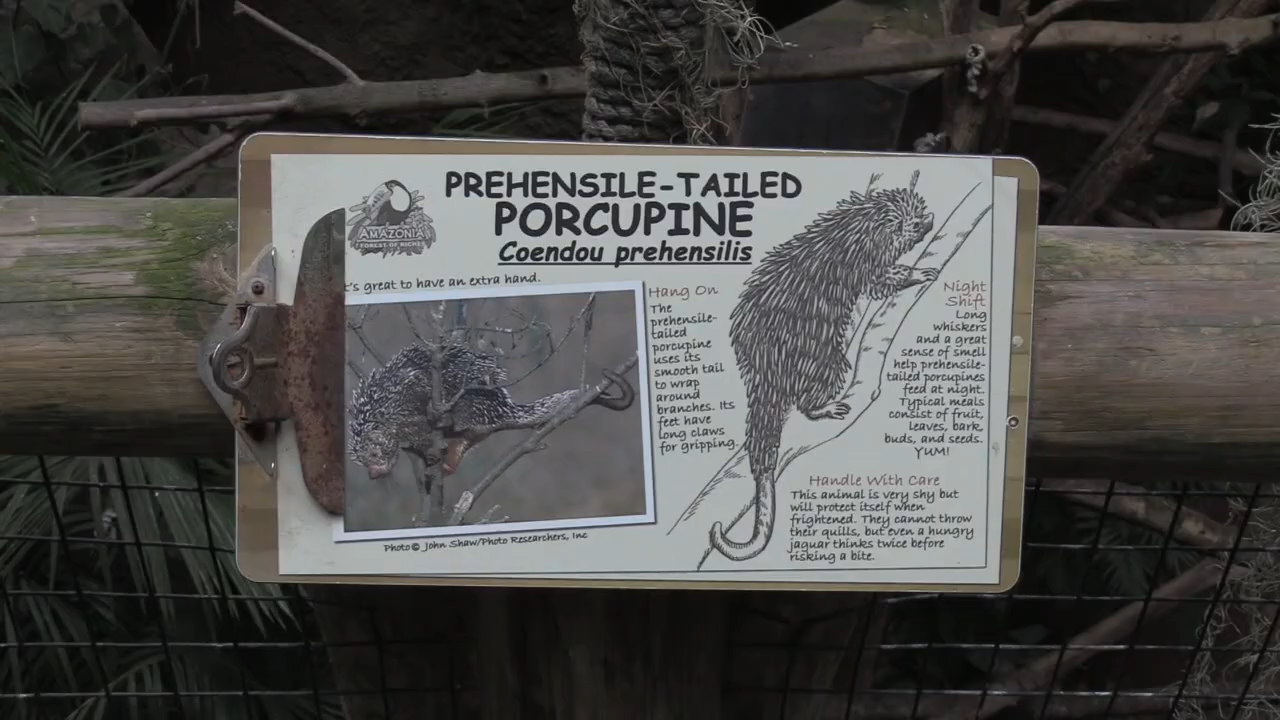 PREHENSILE-TAILED
PORCUPINE
Coendou prehensilis
AMAZONIA
FOREST OF RICHES
t's great to have an extra hand.
Photo© John Shaw/Photo Researchers, Inc
Hang On
The
prehensile-
tailed
porcupine
uses its
smooth tail
to wrap
around
branches. Its
feet have
long claws
for gripping.
Night
Shift
Long
whiskers
and a great
sense of smell
help prehensile-
tailed porcupines
feed at night.
Typical meals
consist of fruit,
leaves, bark,
buds, and seeds.
YUM!
Handle With Care
This animal is very shy but
will protect itself when
frightened. They cannot throw
their quills, but even a hungry
jaguar thinks twice before
risking a bite.